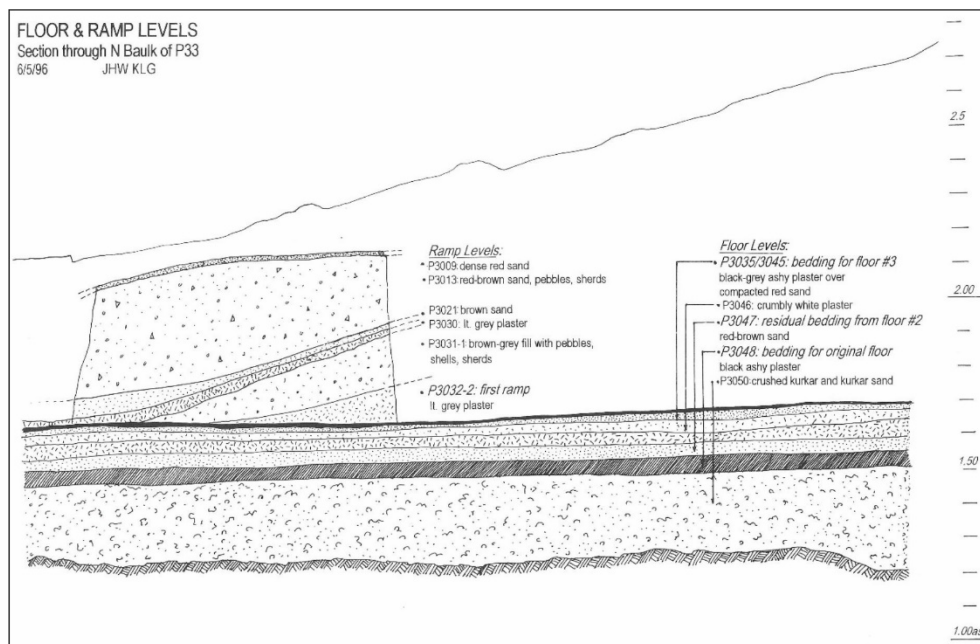 FLOOR & RAMP LEVELS
Section through N Baulk of P33
6/5/96 JHW KLG
Ramp Levels:
P3009: dense red sand
P3013: red-brown sand, pebbles, sherds
P3021: brown sand
P3030: lt. grey plaster
P3031-1 brown-grey fill with pebbles,
shells, sherds
P3032-2: first ramp
lt. grey plaster
Floor Levels:
P3035/3045: bedding for floor #3
black-grey ashy plaster over
compacted red sand
P3046: crumbly white plaster
P3047: residual bedding from floor #2
red-brown sand
P3048: bedding for original floor
black ashy plaster
P3050: crushed kurkar and kurkar sand
2.5
2.00
1.50
1.00